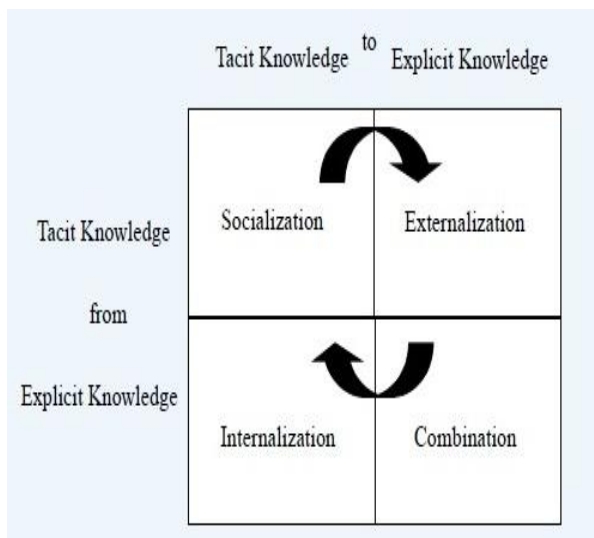 Tacit Knowledge to Explicit Knowledge
Socialization Externalization
Tacit Knowledge
from
Explicit Knowledge
Internalization Combination